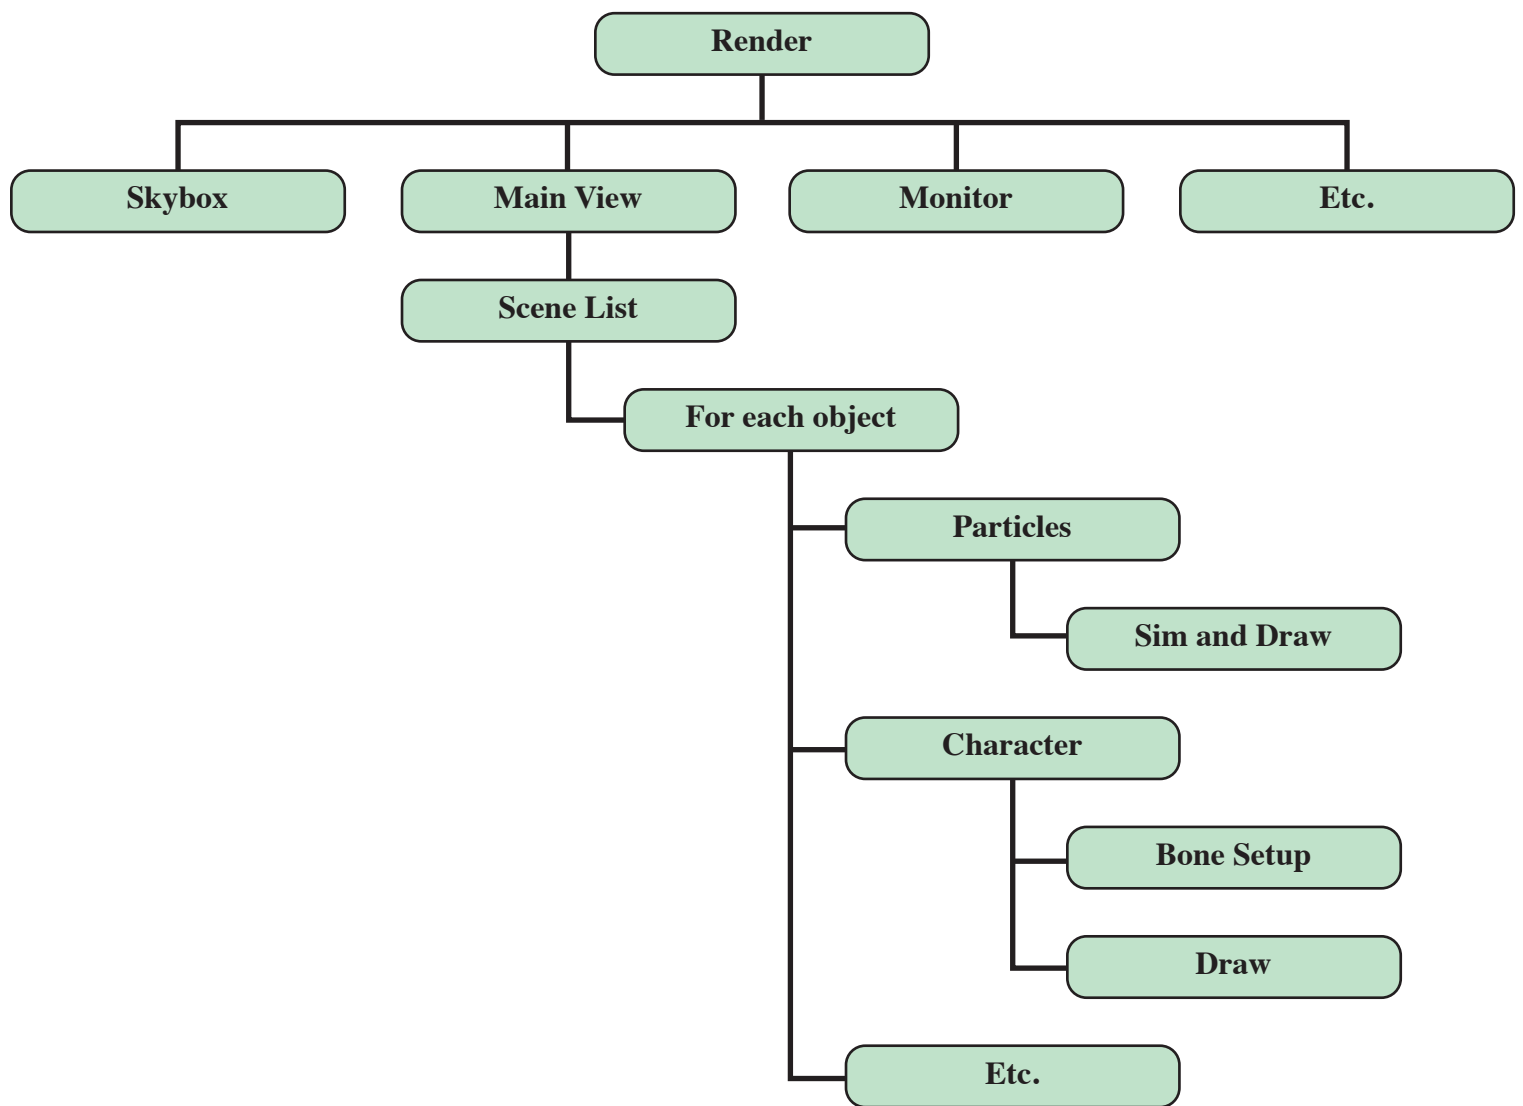 Render
Skybox
Main View
Monitor
Etc.
Scene List
For each object
Particles
Sim and Draw
Character
Bone Setup
Draw
Etc.